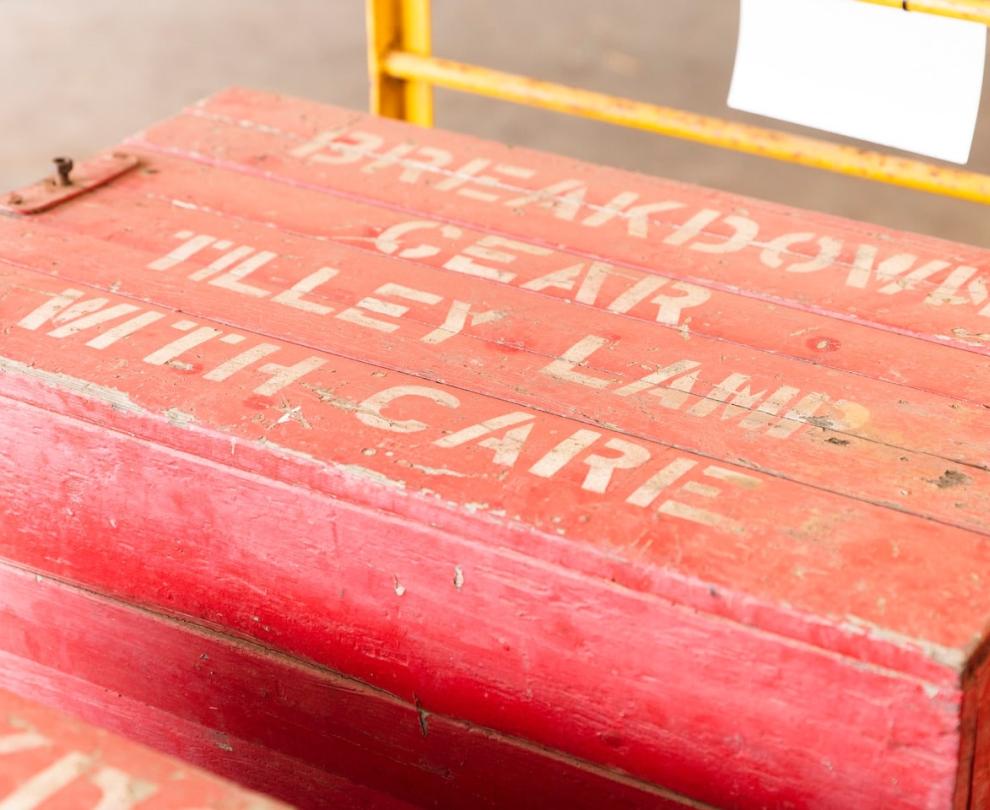 BREAKDOWN
GEAR
TILLEY LAMP
WITH CARE